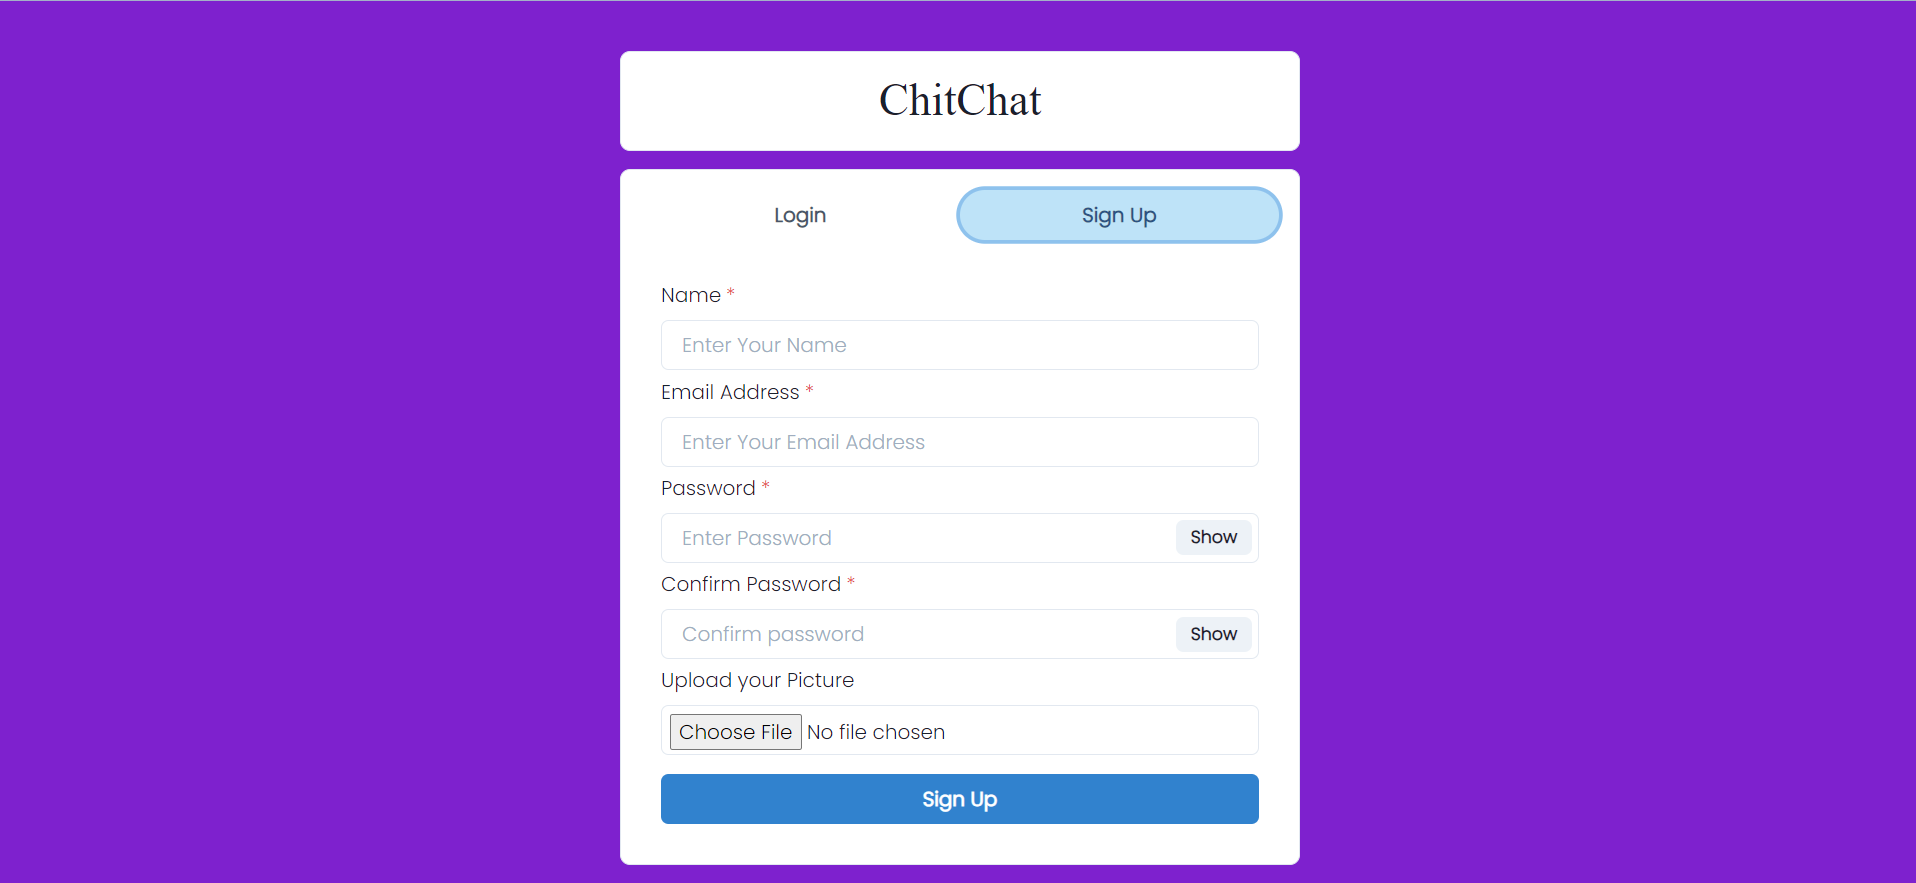 ChitChat
Login Sign Up
Name *
Enter Your Name
Email Address *
Enter Your Email Address
Password *
Enter Password Show
Confirm Password *
Confirm password Show
Upload your Picture
Choose File No file chosen
Sign Up